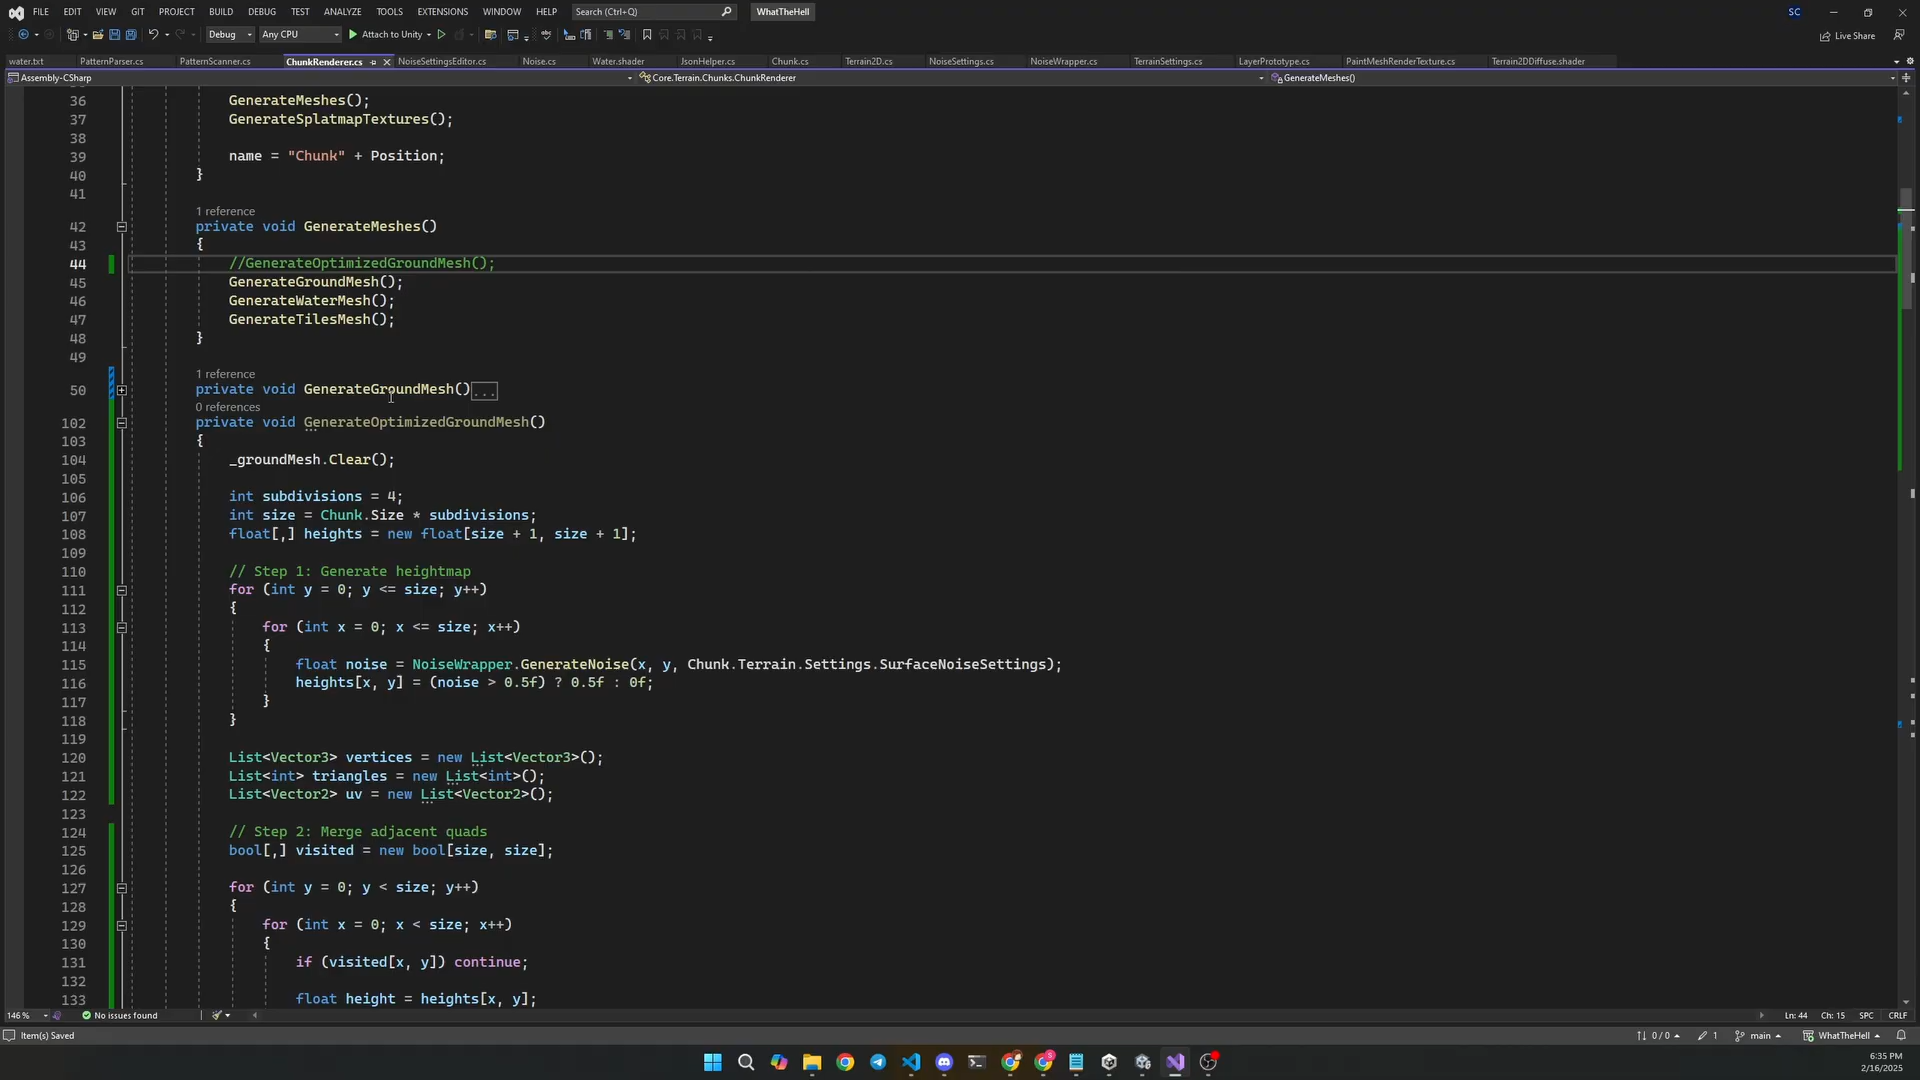 FILE EDIT VIEW GIT PROJECT BUILD DEBUG TEST ANALYZE TOOLS EXTENSIONS WINDOW HELP Search (Ctrl+Q) WhatTheHell SC
Debug Any CPU Attach to Unity Live Share
water.txt PatternParser.cs PatternScanner.cs ChunkRenderer.cs NoiseSettingsEditor.cs Noise.cs Water.shader JsonHelper.cs Chunk.cs Terrain2D.cs NoiseSettings.cs NoiseWrapper.cs TerrainSettings.cs LayerPrototype.cs PaintMeshRenderTexture.cs Terrain2DDiffuse.shader
Assembly-CSharp Core.Terrain.Chunks.ChunkRenderer GenerateMeshes()
36 GenerateMeshes();
37 GenerateSplatmapTextures();
38
39 name = "Chunk" + Position;
40 }
41
1 reference
42 private void GenerateMeshes()
43 {
44 //GenerateOptimizedGroundMesh();
45 GenerateGroundMesh();
46 GenerateWaterMesh();
47 GenerateTilesMesh();
48 }
49
1 reference
50 private void GenerateGroundMesh()...
0 references
102 private void GenerateOptimizedGroundMesh()
103 {
104 _groundMesh.Clear();
105
106 int subdivisions = 4;
107 int size = Chunk.Size * subdivisions;
108 float[,] heights = new float[size + 1, size + 1];
109
110 // Step 1: Generate heightmap
111 for (int y = 0; y <= size; y++)
112 {
113 for (int x = 0; x <= size; x++)
114 {
115 float noise = NoiseWrapper.GenerateNoise(x, y, Chunk.Terrain.Settings.SurfaceNoiseSettings);
116 heights[x, y] = (noise > 0.5f) ? 0.5f : 0f;
117 }
118 }
119
120 List<Vector3> vertices = new List<Vector3>();
121 List<int> triangles = new List<int>();
122 List<Vector2> uv = new List<Vector2>();
123
124 // Step 2: Merge adjacent quads
125 bool[,] visited = new bool[size, size];
126
127 for (int y = 0; y < size; y++)
128 {
129 for (int x = 0; x < size; x++)
130 {
131 if (visited[x, y]) continue;
132
133 float height = heights[x, y];
146 % No issues found Ln: 44 Ch: 15 SPC CRLF
Item(s) Saved 0 / 0 1 main WhatTheHell
6:35 PM
2/16/2025